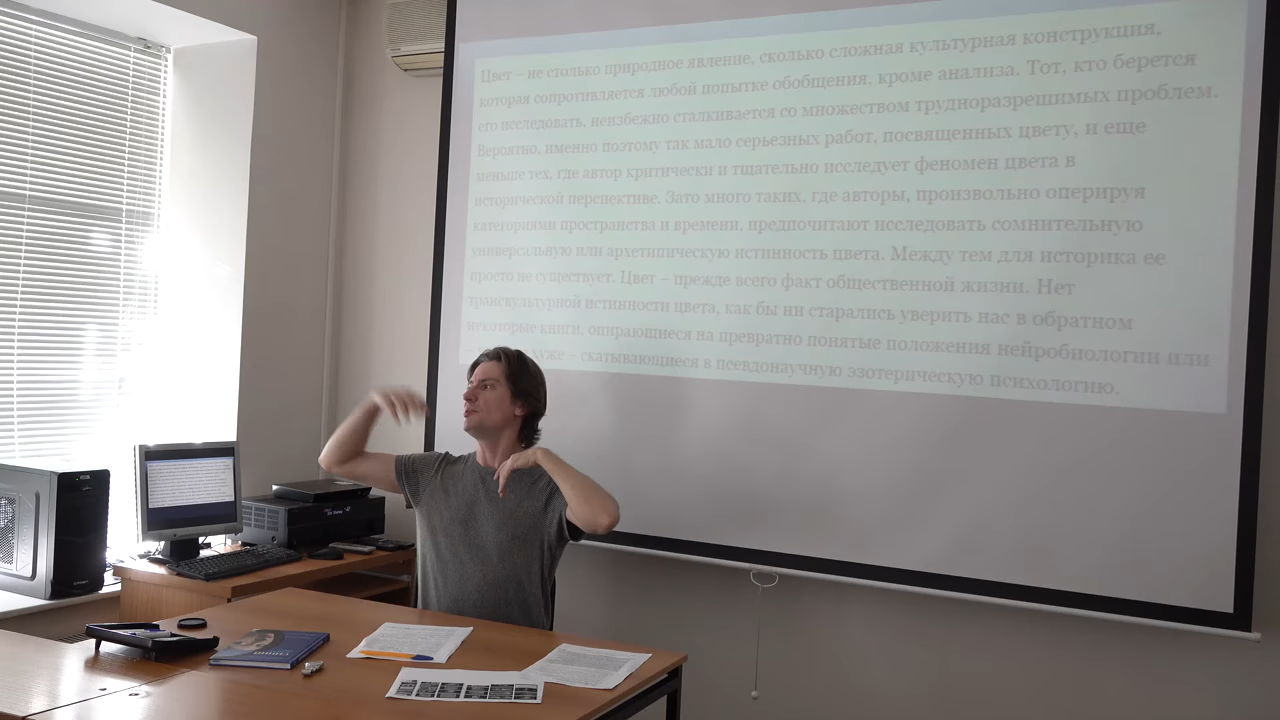 Цвет – не столько природное явление, сколько сложная культурная конструкция,
которая сопротивляется любой попытке обобщения, кроме анализа. Тот, кто берется
его исследовать, неизбежно сталкивается со множеством трудноразрешимых проблем.
Вероятно, именно поэтому так мало серьезных работ, посвященных цвету, и еще
меньше тех, где автор критически и тщательно исследует феномен цвета в
исторической перспективе. Зато много таких, где авторы, произвольно оперируя
категориями пространства и времени, предпочитают исследовать сомнительную
универсальную или архетипическую истинность цвета. Между тем для историка ее
просто не существует. Цвет – прежде всего факт общественной жизни. Нет
транскультурной истинности цвета, как бы ни старались уверить нас в обратном
некоторые книги, опирающиеся на превратно понятые положения нейробиологии или
хуже – скатывающиеся в псевдонаучную эзотерическую психологию.